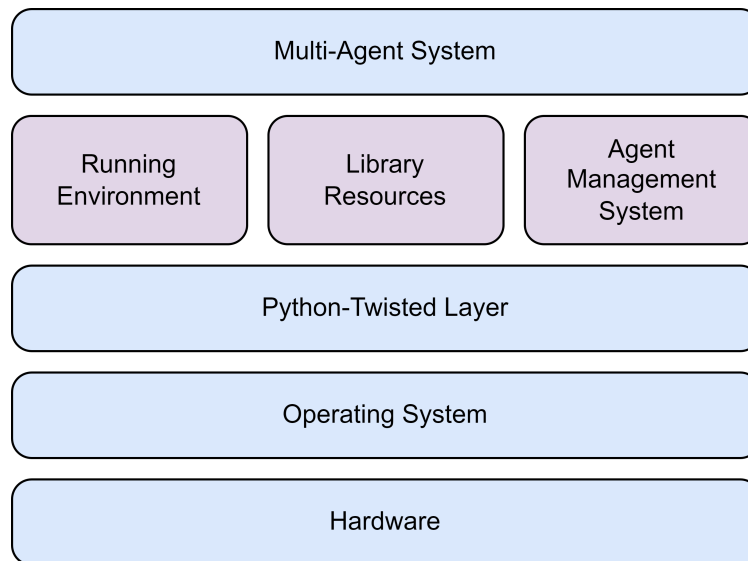 Multi-Agent System
Running
Environment
Library
Resources
Agent
Management
System
Python-Twisted Layer
Operating System
Hardware